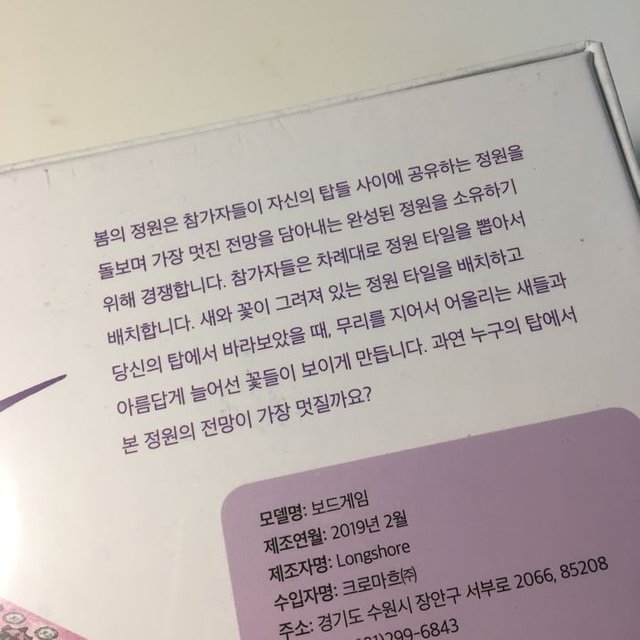 봄의 정원은 참가자들이 자신의 탑들 사이에 공유하는 정원을
돌보며 가장 멋진 전망을 담아내는 완성된 정원을 소유하기
위해 경쟁합니다. 참가자들은 차례대로 정원 타일을 뽑아서
배치합니다. 새와 꽃이 그려져 있는 정원 타일을 배치하고
당신의 탑에서 바라보았을 때, 무리를 지어서 어울리는 새들과
아름답게 늘어선 꽃들이 보이게 만듭니다. 과연 누구의 탑에서
본 정원의 전망이 가장 멋질까요?
모델명: 보드게임
제조연월: 2019년 2월
제조자명: Longshore
수입자명: 크로마흐㈜
주소: 경기도 수원시 장안구 서부로 2066, 85208
299-6843